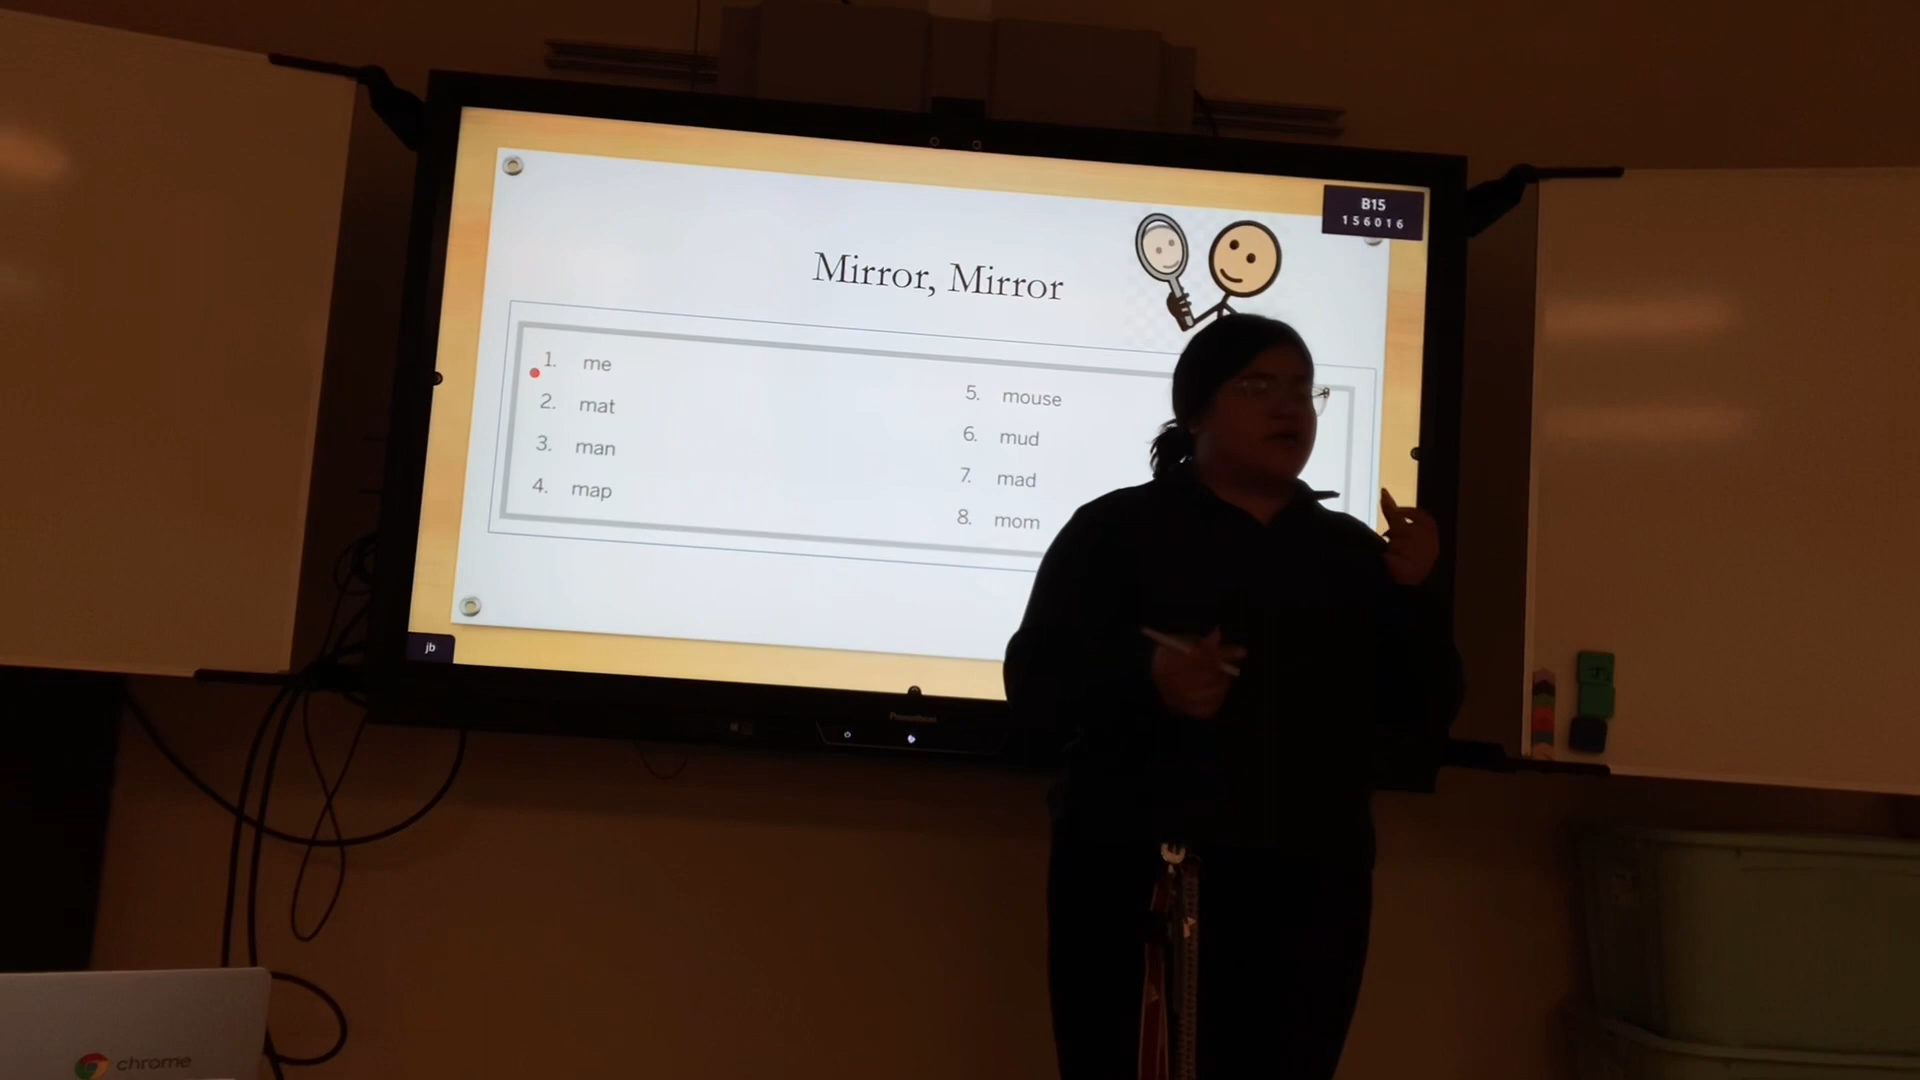 B15
156016
Mirror, Mirror
1. me
2. mat
3. man
4. map
5. mouse
6. mud
7. mad
8. mom
jb
Promethean
chrome